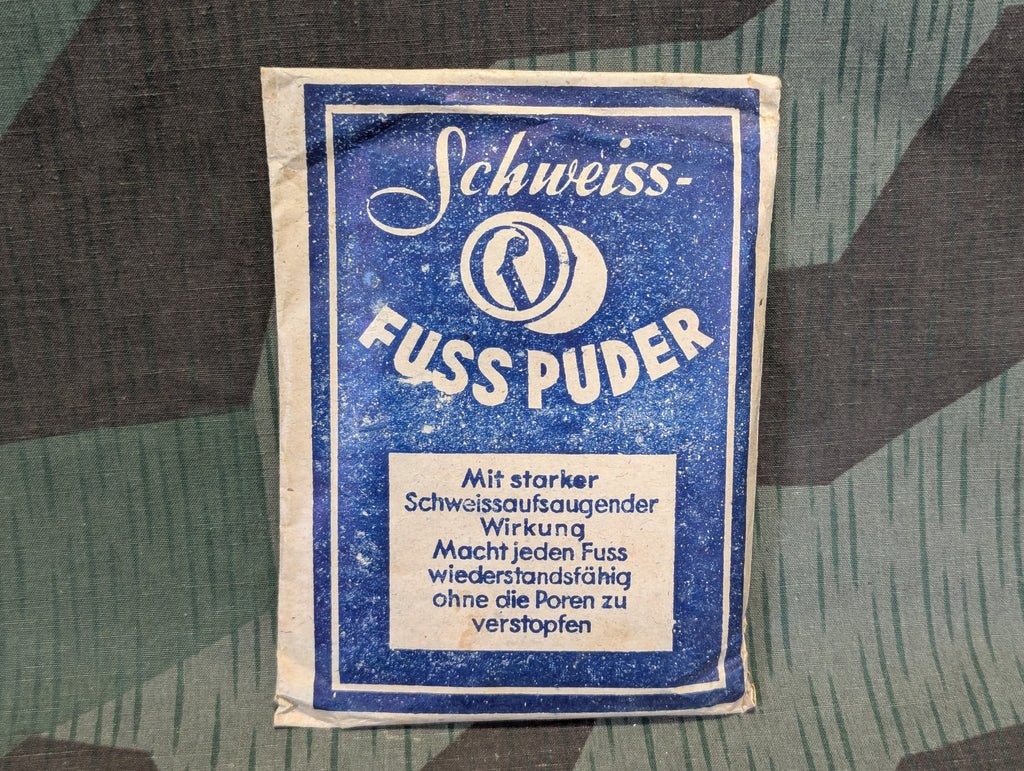 Schweiss-
R
FUSS PUDER
Mit starker
Schweissaufsaugender
Wirkung
Macht jeden Fuss
wiederstandsfähig
ohne die Poren zu
verstopfen